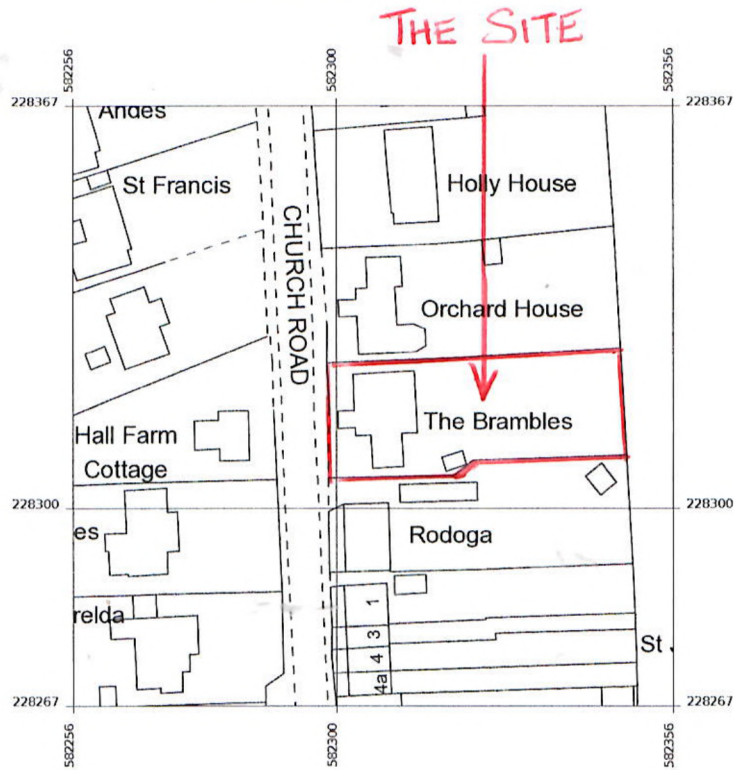 THE SITE
582256
582300
582356
228367
228367
Andes
St Francis
Holly House
CHURCH ROAD
Orchard House
The Brambles
Hall Farm
Cottage
228300
228300
es
Rodoga
relda
1
3
4
4a
St
228267
228267
582256
582300
582356